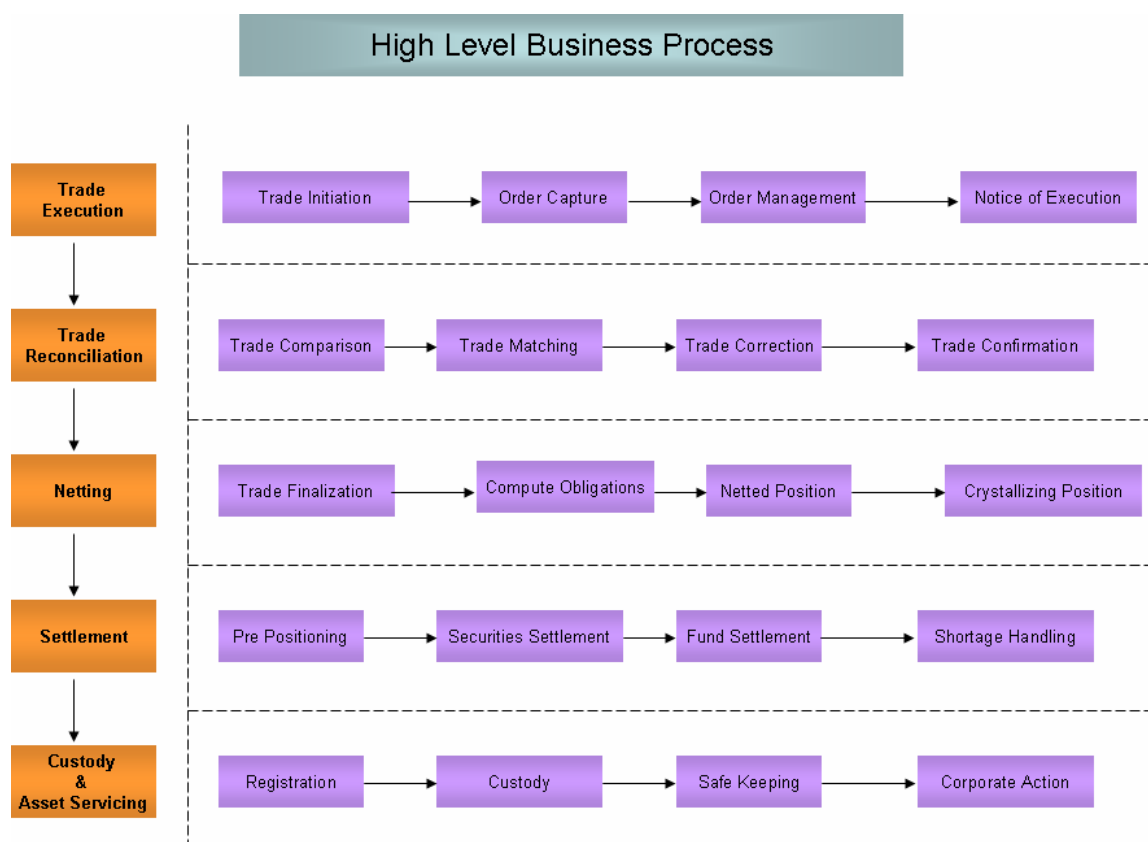 High Level Business Process
Trade
Execution
Trade Initiation
Order Capture
Order Management
Notice of Execution
Trade
Reconciliation
Trade Comparison
Trade Matching
Trade Correction
Trade Confirmation
Netting
Trade Finalization
Compute Obligations
Netted Position
Crystallizing Position
Settlement
Pre Positioning
Securities Settlement
Fund Settlement
Shortage Handling
Custody
&
Asset Servicing
Registration
Custody
Safe Keeping
Corporate Action